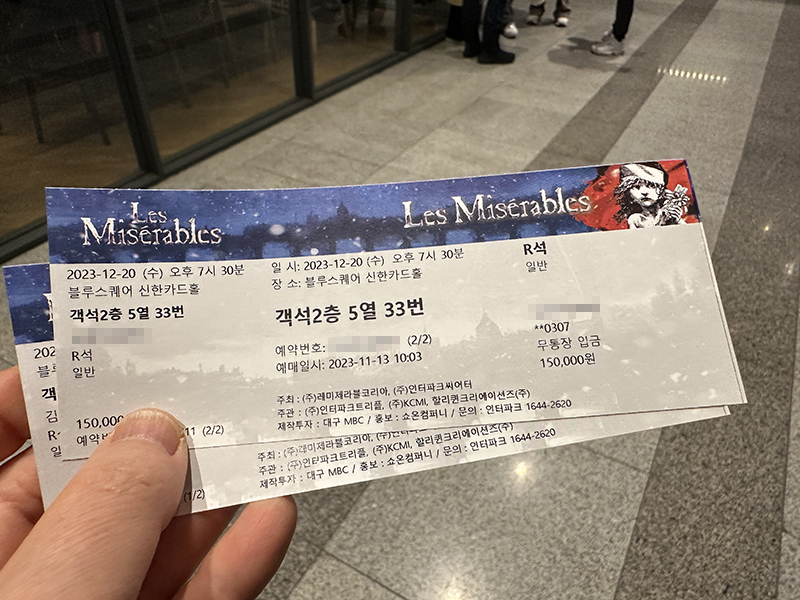 Les
Misérables
Les Misérables
2023-12-20 (수) 오후 7시 30분
블루스퀘어 신한카드홀
객석2층 5열 33번
R석
일반
150,000
예약번
11 (2/2)
일 시: 2023-12-20 (수) 오후 7시 30분
장 소: 블루스퀘어 신한카드홀
객석2층 5열 33번
예약번호:
(2/2)
예매일시: 2023-11-13 10:03
주최 : (주)레미제라블코리아, (주)인터파크씨어터
주관 : (주)인터파크트리플, (주)KCMI, 할리퀸크리에이션즈(주)
제작투자 : 대구 MBC / 홍보 : 쇼온컴퍼니 / 문의 : 인터파크 1644-2620
R석
일반
**0307
무통장 입금
150,000원
202
블루
객
김
R석
일
(1/2)
주최 : (주)레미제라블코리아, (주)인터파크씨어터
주관 : (주)인터파크트리플, (주)KCMI, 할리퀸크리에이션즈(주)
제작투자 : 대구 MBC / 홍보 : 쇼온컴퍼니 / 문의 : 인터파크 1644-2620